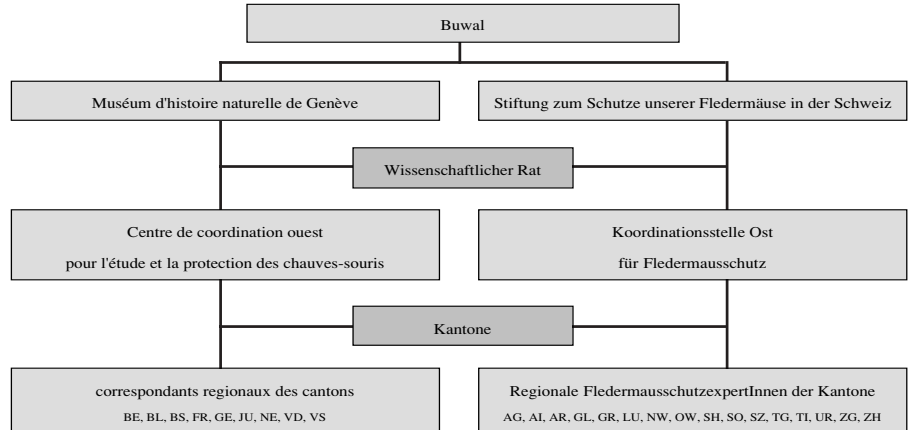 Buwal
Muséum d'histoire naturelle de Genève
Stiftung zum Schutze unserer Fledermäuse in der Schweiz
Wissenschaftlicher Rat
Centre de coordination ouest
pour l'étude et la protection des chauves-souris
Koordinationsstelle Ost
für Fledermausschutz
Kantone
correspondants regionaux des cantons
BE, BL, BS, FR, GE, JU, NE, VD, VS
Regionale FledermausschutzexpertInnen der Kantone
AG, AI, AR, GL, GR, LU, NW, OW, SH, SO, SZ, TG, TI, UR, ZG, ZH